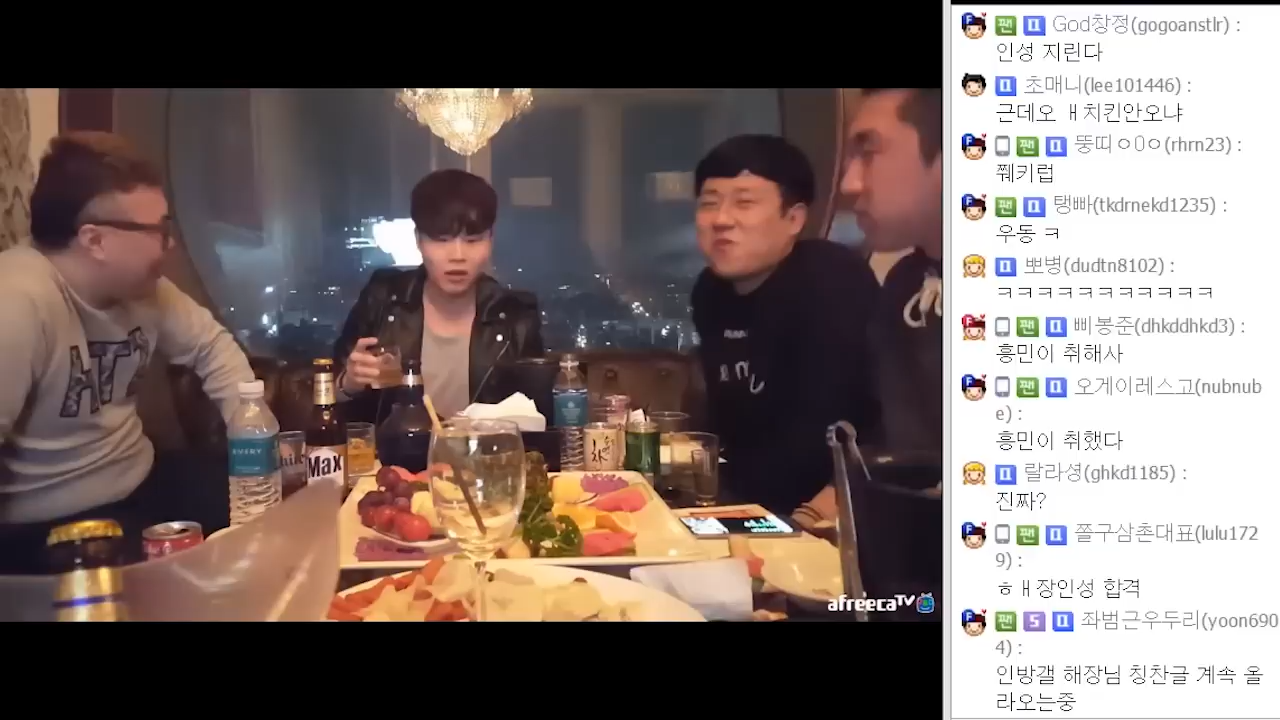 God창정(gogoanstlr) :
인성 지린다
초매니(lee101446) :
근데오 ㅐ치킨안오냐
뚱띠ㅇ0ㅇ(rhrn23) :
쮀키럽
탱빠(tkdrnekd1235) :
우동 ㅋ
뽀병(dudtn8102) :
ㅋㅋㅋㅋㅋㅋㅋㅋㅋㅋㅋ
삐봉준(dhkddhkd3) :
흥민이 취해사
오게이레스고(nubnub
e) :
흥민이 취했다
랄라셩(ghkd1185) :
진짜?
쫄구삼촌대표(lulu172
9) :
ㅎㅐ장인성 합격
좌범근우두리(yoon690
4) :
인방갤 해장님 칭찬글 계속 올
라오는중
EVERY
Max
afreecaTV